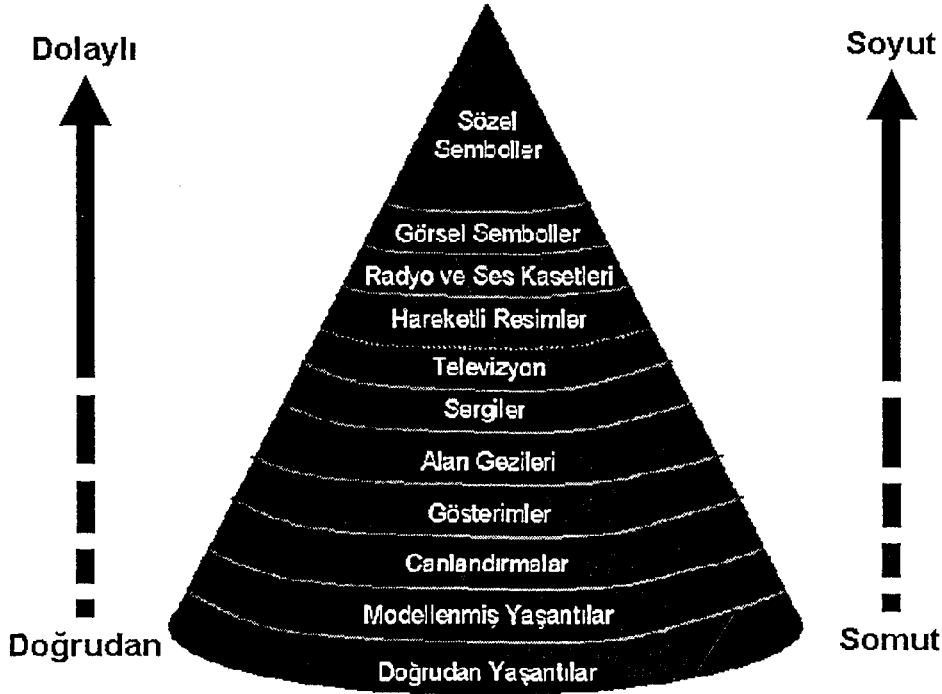 Dolaylı
Soyut
Sözel
Semboller
Görsel Semboller
Radyo ve Ses Kasetleri
Hareketli Resimler
Televizyon
Sergiler
Alan Gezileri
Gösterimler
Canlandırmalar
Modellenmiş Yaşantılar
Doğrudan Yaşantılar
Doğrudan
Somut